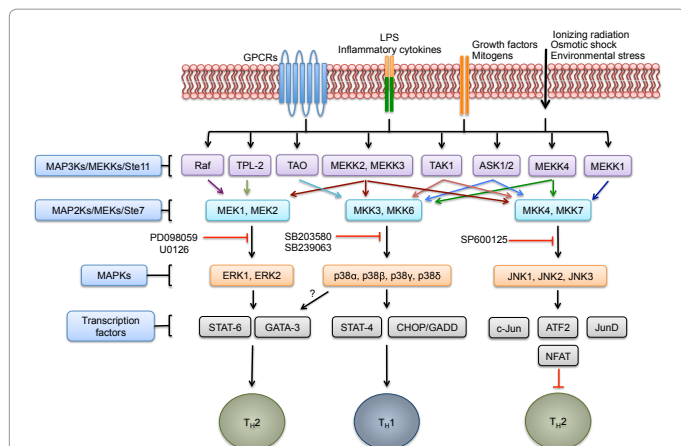 LPS
Inflammatory cytokines
GPCRs
Growth factors
Mitogens
Ionizing radiation
Osmotic shock
Environmental stress
MAP3Ks/MEKKs/Ste11
Raf
TPL-2
TAO
MEKK2, MEKK3
TAK1
ASK1/2
MEKK4
MEKK1
MAP2Ks/MEKs/Ste7
MEK1, MEK2
MKK3, MKK6
MKK4, MKK7
PD098059
U0126
SB203580
SB239063
SP600125
MAPKs
ERK1, ERK2
p38α, p38β, p38γ, p38δ
JNK1, JNK2, JNK3
?
Transcription
factors
STAT-6
GATA-3
STAT-4
CHOP/GADD
c-Jun
ATF2
JunD
NFAT
TH2
TH1
TH2